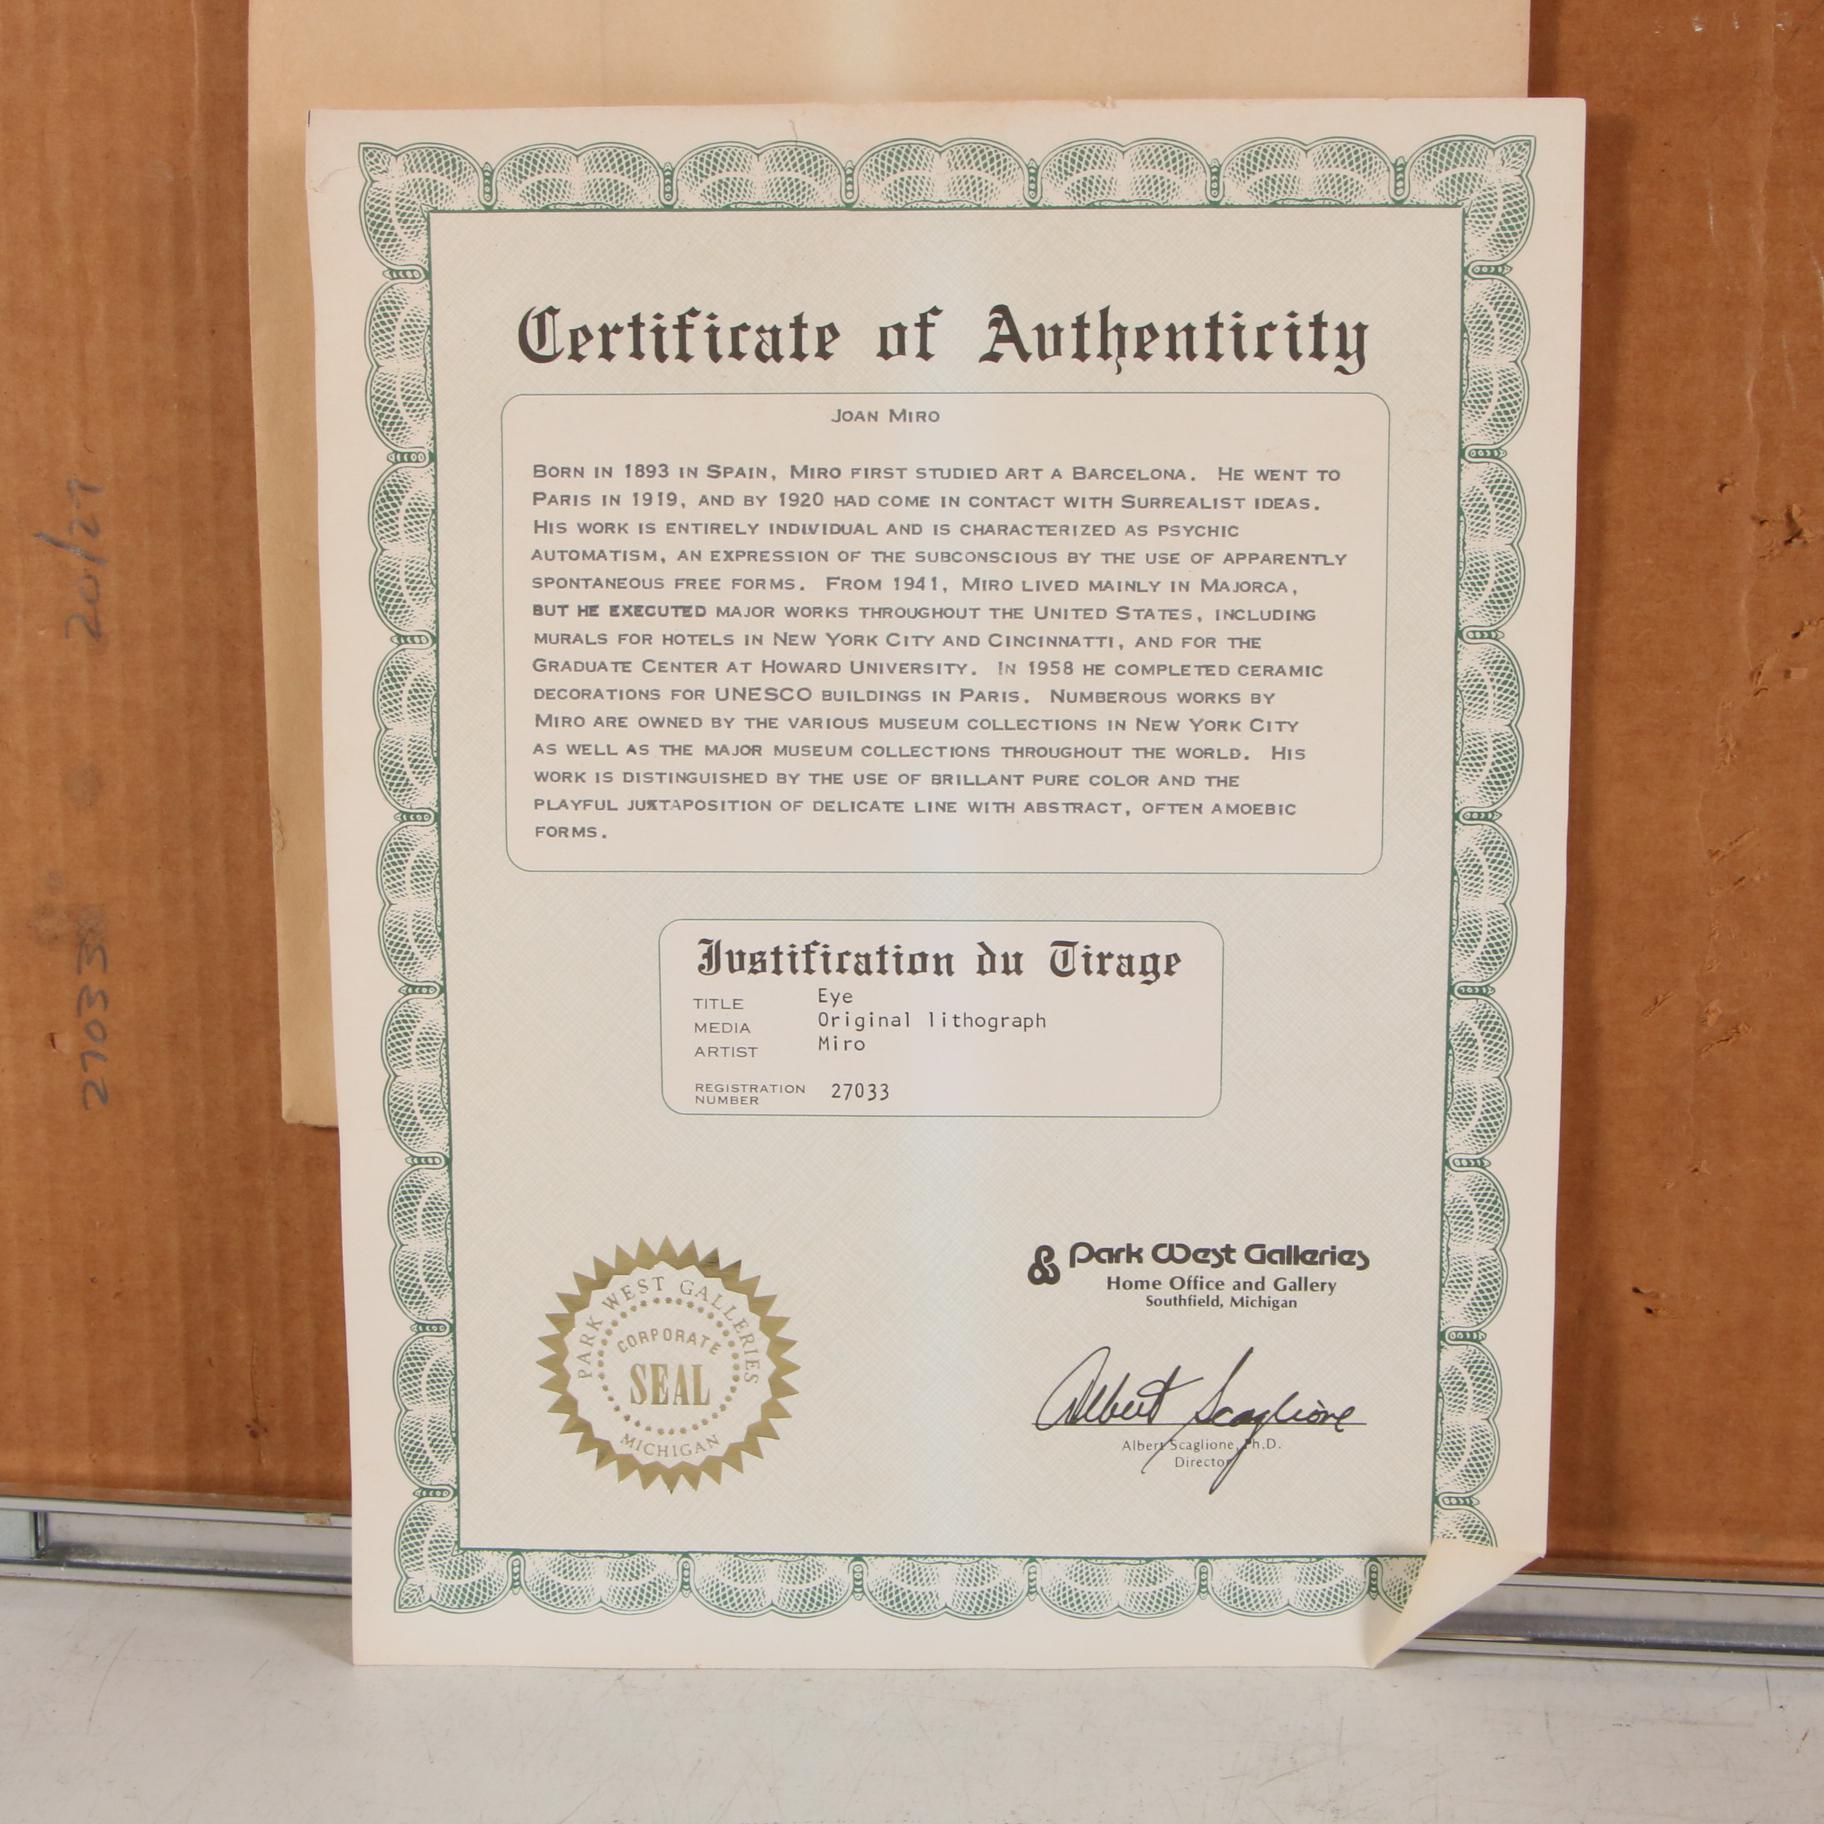 Certificate of Authenticity
JOAN MIRO
BORN IN 1893 IN SPAIN, MIRO FIRST STUDIED ART A BARCELONA. HE WENT TO
PARIS IN 1919, AND BY 1920 HAD COME IN CONTACT WITH SURREALIST IDEAS.
HIS WORK IS ENTIRELY INDIVIDUAL AND IS CHARACTERIZED AS PSYCHIC
AUTOMATISM, AN EXPRESSION OF THE SUBCONSCIOUS BY THE USE OF APPARENTLY
SPONTANEOUS FREE FORMS. FROM 1941, MIRO LIVED MAINLY IN MAJORCA,
BUT HE EXECUTED MAJOR WORKS THROUGHOUT THE UNITED STATES, INCLUDING
MURALS FOR HOTELS IN NEW YORK CITY AND CINCINNATTI, AND FOR THE
GRADUATE CENTER AT HOWARD UNIVERSITY. IN 1958 HE COMPLETED CERAMIC
DECORATIONS FOR UNESCO BUILDINGS IN PARIS. NUMBEROUS WORKS BY
MIRO ARE OWNED BY THE VARIOUS MUSEUM COLLECTIONS IN NEW YORK CITY
AS WELL AS THE MAJOR MUSEUM COLLECTIONS THROUGHOUT THE WORLD. HIS
WORK IS DISTINGUISHED BY THE USE OF BRILLANT PURE COLOR AND THE
PLAYFUL JUXTAPOSITION OF DELICATE LINE WITH ABSTRACT, OFTEN AMOEBIC
FORMS.
Justification du Tirage
TITLE Eye
MEDIA Original lithograph
ARTIST Miro
REGISTRATION
NUMBER 27033
PARK WEST GALLERIES
CORPORATE
SEAL
MICHIGAN
Park West Galleries
Home Office and Gallery
Southfield, Michigan
Albert Scaglione
Albert Scaglione, Ph.D.
Director
20/27
27033